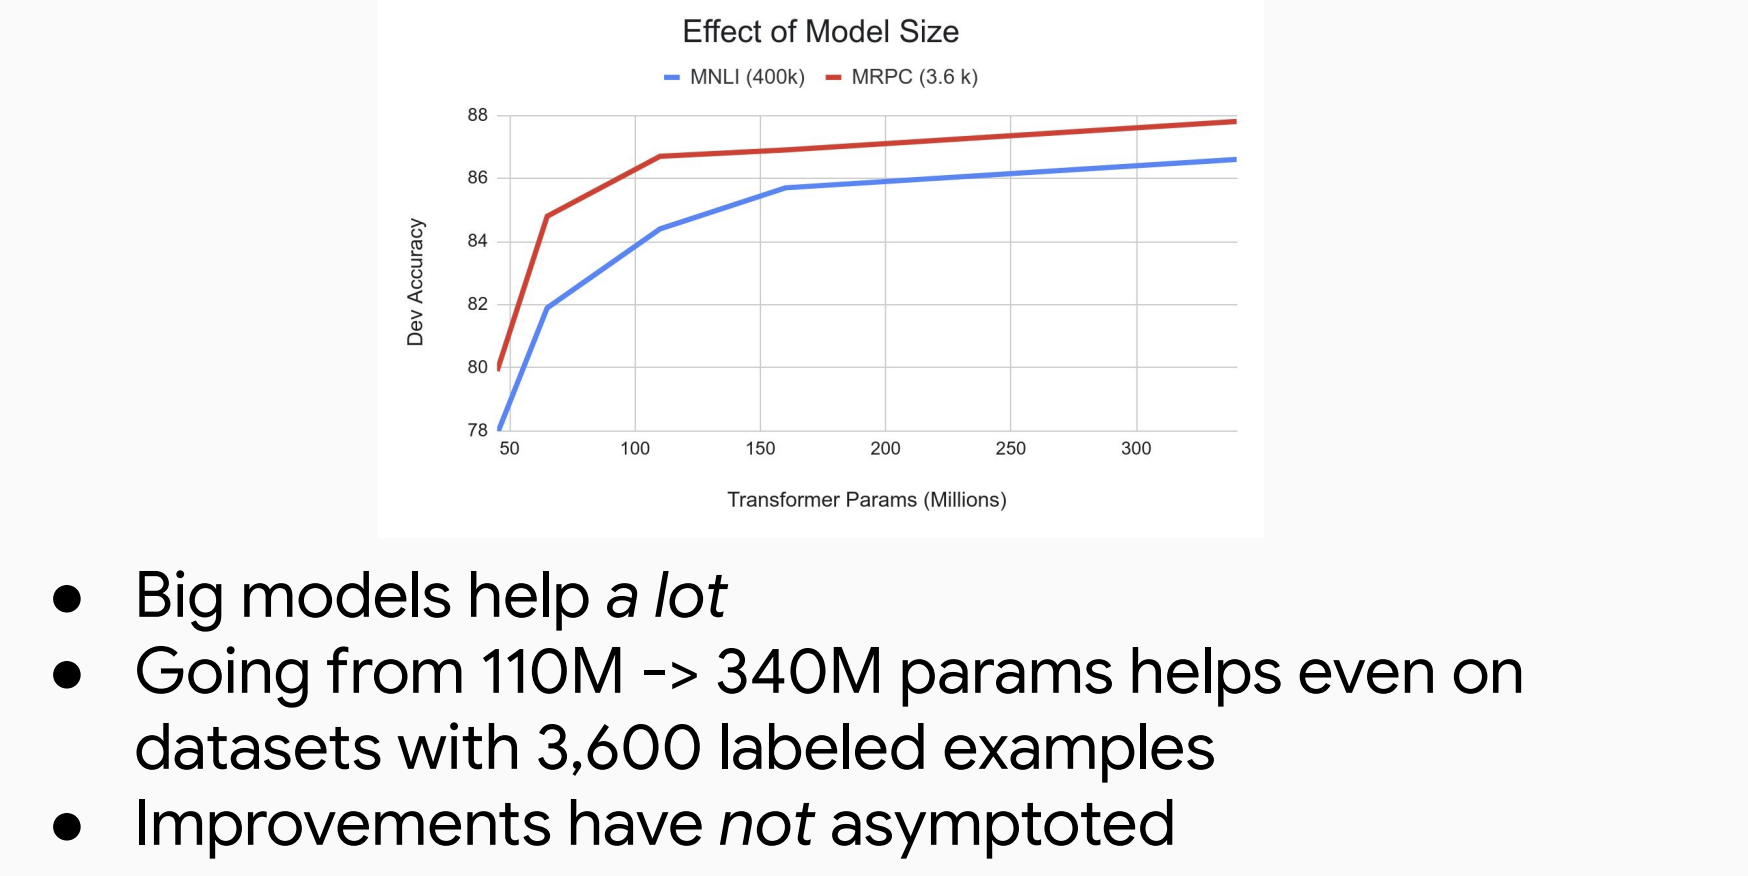 Effect of Model Size
MNLI (400k) MRPC (3.6 k)
88
86
84
82
80
78
Dev Accuracy
50 100 150 200 250 300
Transformer Params (Millions)
● Big models help a lot
● Going from 110M -> 340M params helps even on
datasets with 3,600 labeled examples
● Improvements have not asymptoted